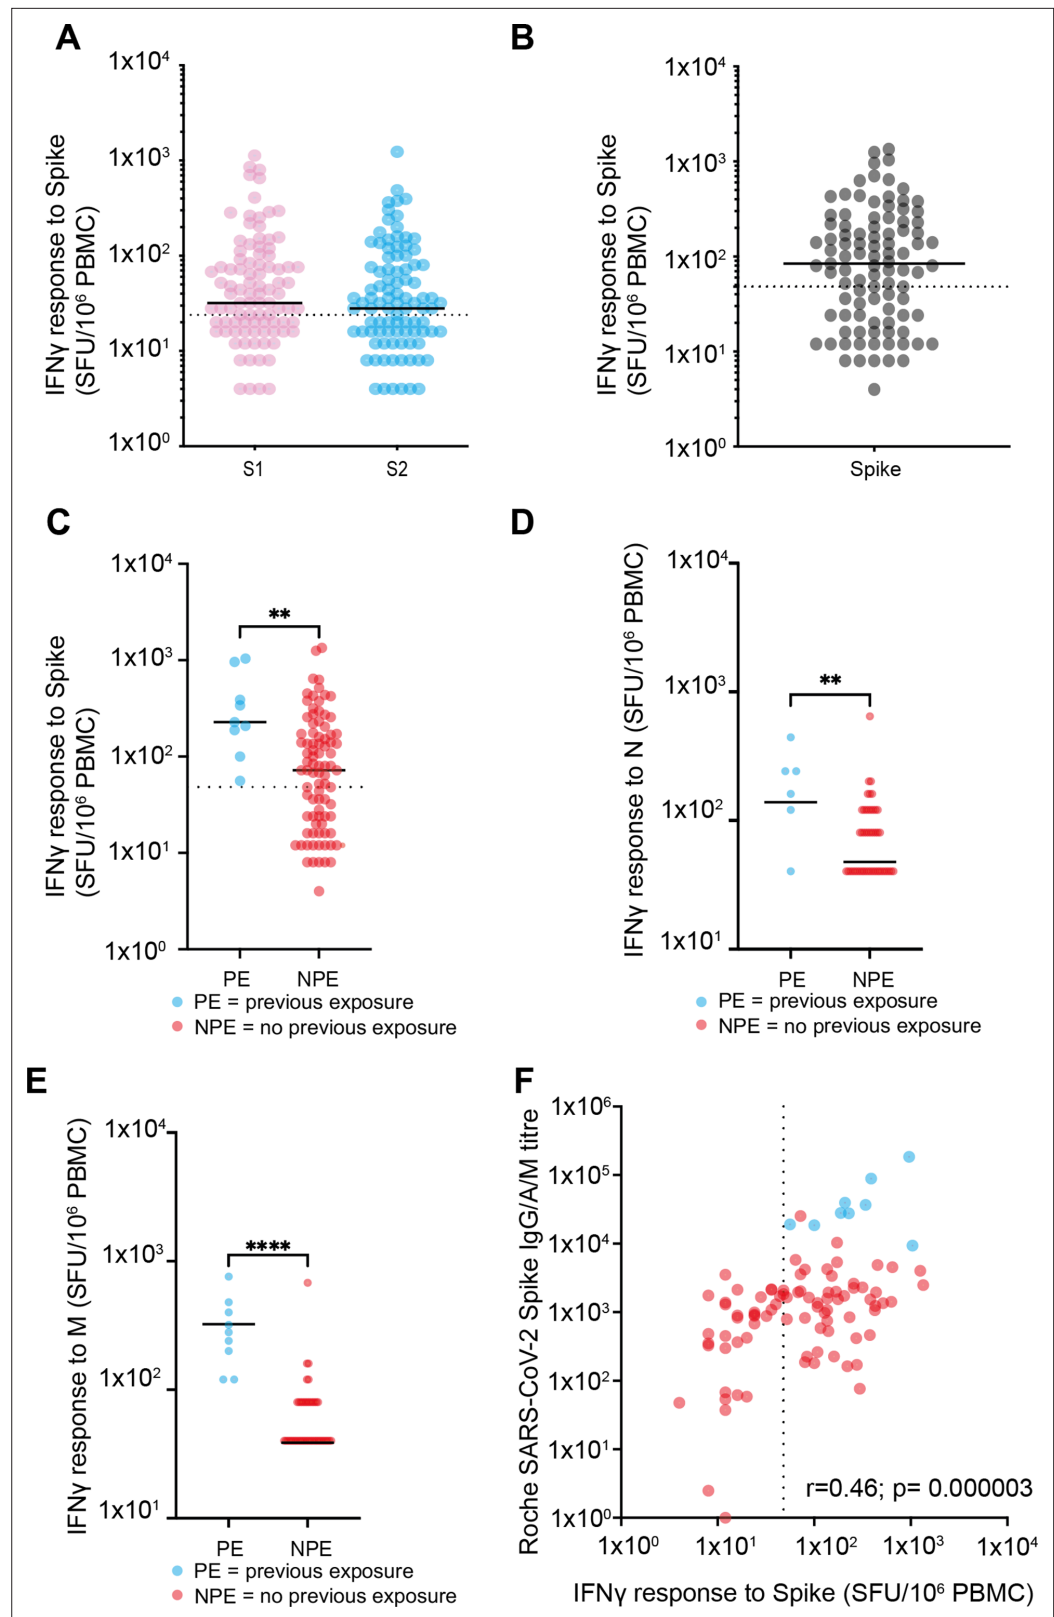 A
IFNγ response to Spike
(SFU/10⁶ PBMC)
1x10⁴
1x10³
1x10²
1x10¹
1x10⁰
S1
S2
B
IFNγ response to Spike
(SFU/10⁶ PBMC)
1x10⁴
1x10³
1x10²
1x10¹
1x10⁰
Spike
C
IFNγ response to Spike
(SFU/10⁶ PBMC)
1x10⁴
1x10³
1x10²
1x10¹
1x10⁰
**
PE
NPE
PE = previous exposure
NPE = no previous exposure
D
IFNγ response to N (SFU/10⁶ PBMC)
1x10⁴
1x10³
1x10²
1x10¹
**
PE
NPE
PE = previous exposure
NPE = no previous exposure
E
IFNγ response to M (SFU/10⁶ PBMC)
1x10⁴
1x10³
1x10²
1x10¹
****
PE
NPE
PE = previous exposure
NPE = no previous exposure
F
Roche SARS-CoV-2 Spike IgG/A/M titre
1x10⁶
1x10⁵
1x10⁴
1x10³
1x10²
1x10¹
1x10⁰
r=0.46; p= 0.000003
1x10⁰
1x10¹
1x10²
1x10³
1x10⁴
IFNγ response to Spike (SFU/10⁶ PBMC)